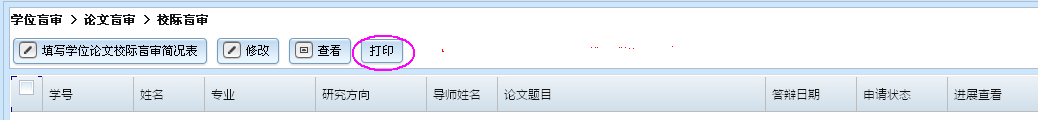 学位盲审 > 论文盲审 > 校际盲审
填写学位论文校际盲审简况表 修改 查看 打印
学号 姓名 专业 研究方向 导师姓名 论文题目 答辩日期 申请状态 进展查看